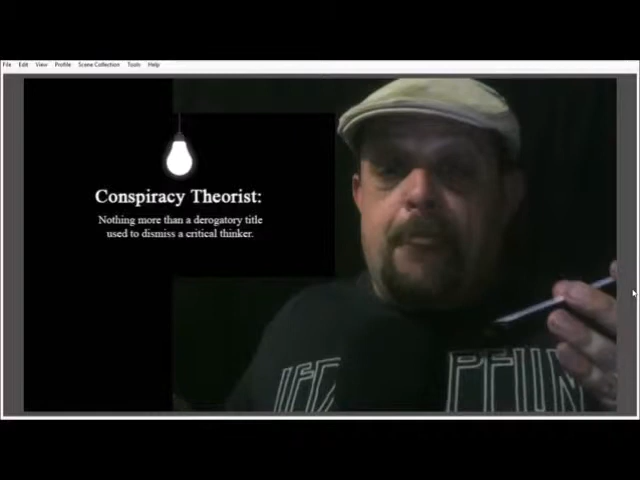 File Edit View Profile Scene Collection Tools Help
Conspiracy Theorist:
Nothing more than a derogatory title
used to dismiss a critical thinker.